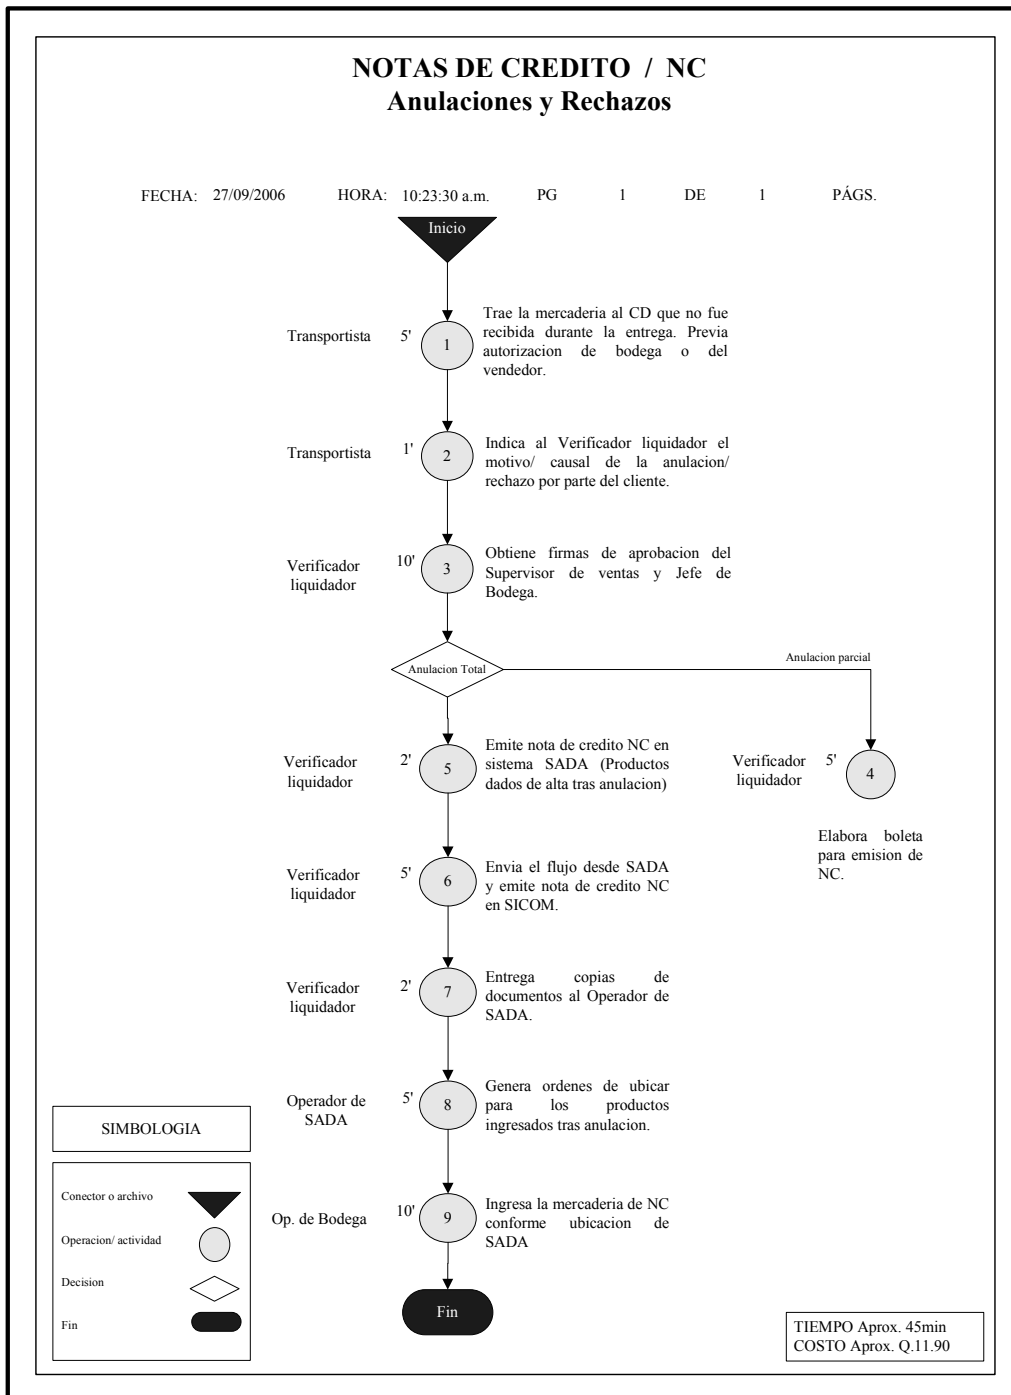 NOTAS DE CREDITO / NC
Anulaciones y Rechazos
FECHA: 27/09/2006 HORA: 10:23:30 a.m. PG 1 DE 1 PÁGS.
Inicio
Transportista 5' 1
Trae la mercaderia al CD que no fue
recibida durante la entrega. Previa
autorizacion de bodega o del
vendedor.
Transportista 1' 2
Indica al Verificador liquidador el
motivo/ causal de la anulacion/
rechazo por parte del cliente.
Verificador
liquidador
10' 3
Obtiene firmas de aprobacion del
Supervisor de ventas y Jefe de
Bodega.
Anulacion Total
Anulacion parcial
Verificador
liquidador
2' 5
Emite nota de credito NC en
sistema SADA (Productos
dados de alta tras anulacion)
Verificador
liquidador
5' 4
Elabora boleta
para emision de
NC.
Verificador
liquidador
5' 6
Envia el flujo desde SADA
y emite nota de credito NC
en SICOM.
Verificador
liquidador
2' 7
Entrega copias de
documentos al Operador de
SADA.
Operador de
SADA
5' 8
Genera ordenes de ubicar
para los productos
ingresados tras anulacion.
Op. de Bodega 10' 9
Ingresa la mercaderia de NC
conforme ubicacion de
SADA
Fin
SIMBOLOGIA
Conector o archivo
Operacion/ actividad
Decision
Fin
TIEMPO Aprox. 45min
COSTO Aprox. Q.11.90